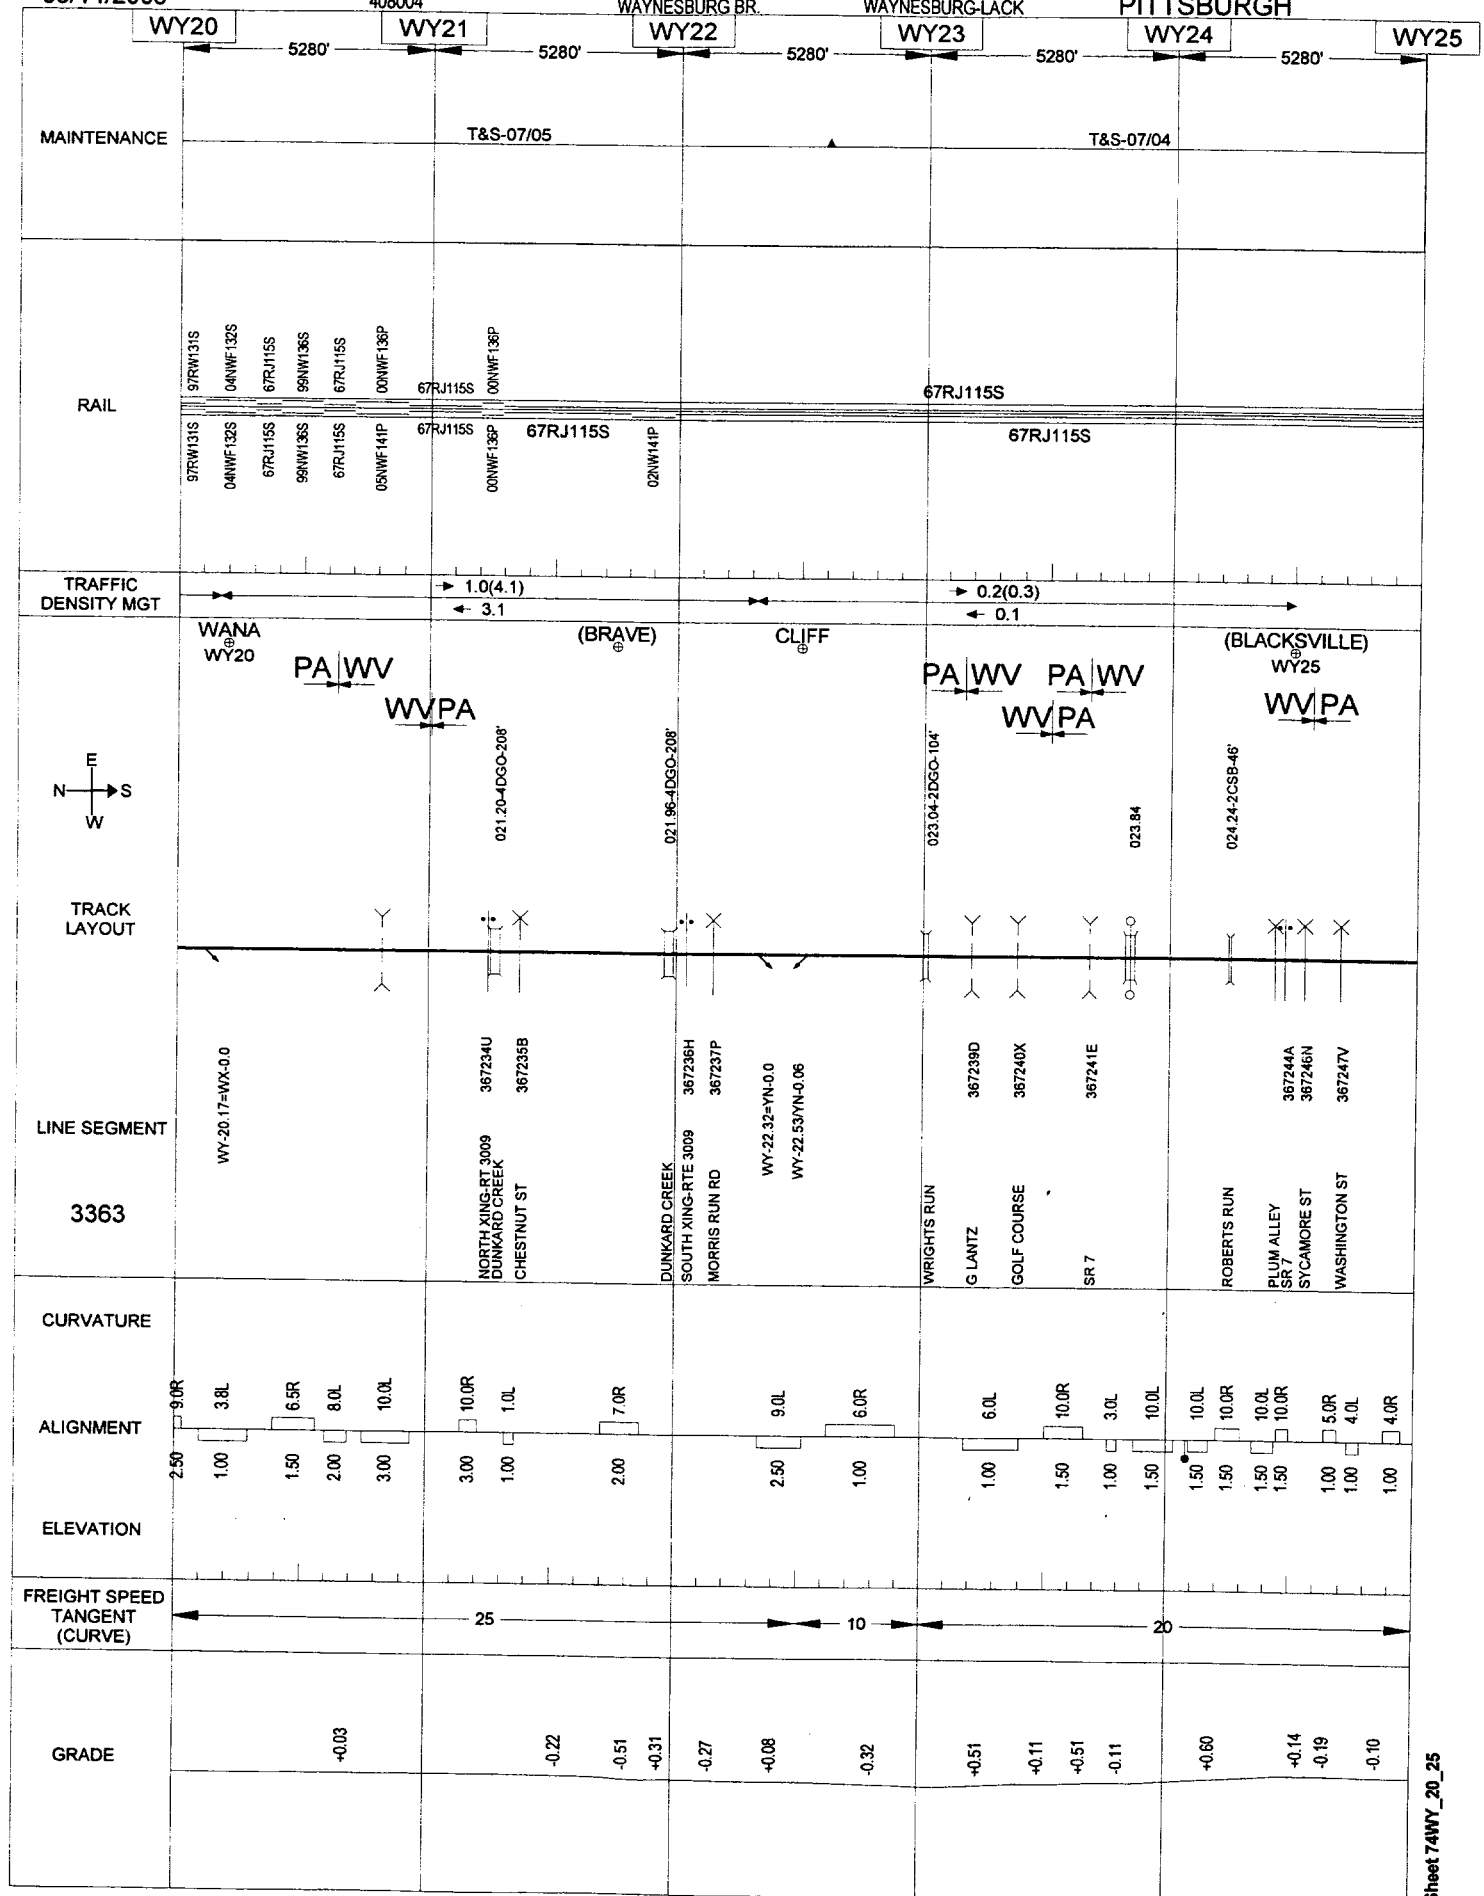 408004 WAYNESBURG BR. WAYNESBURG-LACK PITTSBURGH
WY20 WY21 WY22 WY23 WY24 WY25
5280' 5280' 5280' 5280' 5280'
MAINTENANCE
T&S-07/05 T&S-07/04
RAIL
97RW131S 04NWF132S 67RJ115S 99NW136S 67RJ115S 00NWF136P 67RJ115S 00NWF136P 67RJ115S
97RW131S 04NWF132S 67RJ115S 99NW136S 67RJ115S 05NWF141P 67RJ115S 00NWF136P 67RJ115S 02NW141P 67RJ115S
TRAFFIC
DENSITY MGT
1.0(4.1) 0.2(0.3)
3.1 0.1
WANA (BRAVE) CLIFF (BLACKSVILLE)
WY20 WY25
PA WV PA WV PA WV
WV PA WV PA WV PA
E
N S
W
021.20-4DGO-208' 021.96-4DGO-208' 023.04-2DGO-104' 023.84 024.24-2CSB-46'
TRACK
LAYOUT
LINE SEGMENT
3363
WY-20.17=WX-0.0
367234U 367235B 367236H 367237P
WY-22.32=YN-0.0
WY-22.53/YN-0.06
367239D 367240X 367241E 367244A 367246N 367247V
NORTH XING-RT 3009
DUNKARD CREEK
CHESTNUT ST
DUNKARD CREEK
SOUTH XING-RTE 3009
MORRIS RUN RD
WRIGHTS RUN
G LANTZ
GOLF COURSE
SR 7
ROBERTS RUN
PLUM ALLEY
SR 7
SYCAMORE ST
WASHINGTON ST
CURVATURE
9.0R 3.8L 6.5R 8.0L 10.0L 10.0R 1.0L 7.0R 9.0L 6.0R 6.0L 10.0R 3.0L 10.0L 10.0L 10.0R 10.0L 10.0R 5.0R 4.0L 4.0R
ALIGNMENT
2.50 1.00 1.50 2.00 3.00 3.00 1.00 2.00 2.50 1.00 1.00 1.50 1.00 1.50 1.50 1.50 1.50 1.50 1.00 1.00 1.00
ELEVATION
FREIGHT SPEED
TANGENT
(CURVE)
25 10 20
GRADE
+0.03 -0.22 -0.51 +0.31 -0.27 +0.08 -0.32 +0.51 +0.11 +0.51 -0.11 +0.60 +0.14 -0.19 -0.10
Sheet 74WY_20_25